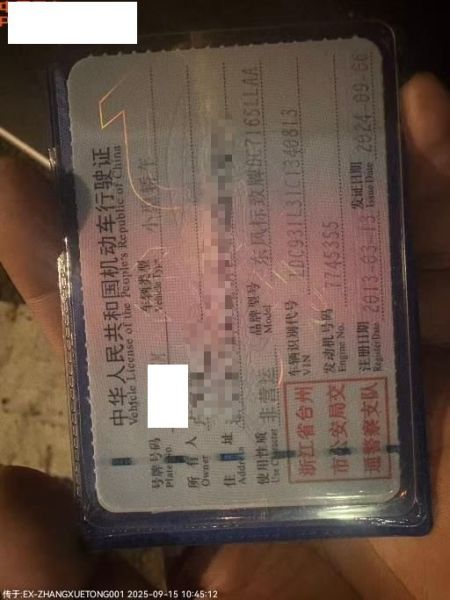 中华人民共和国机动车行驶证
Vehicle License of the People's Republic of China
号牌号码 车辆类型 小型轿车
Plate No. Vehicle Type
所有人
Owner
住址
Address
使用性质 非营运 品牌型号 东风标致牌DC7165LLAA
Use Character Model
浙江省台州
市公安局交
通警察支队
车辆识别代号 LDC931L31C1340813
VIN
发动机号码 7745355
Engine No.
注册日期 2013-03-13 发证日期 2024-09-06
Register Date Issue Date
传于:EX-ZHANGXUETONG001 2025-09-15 10:45:12